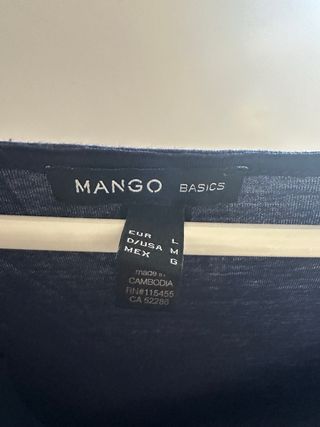 MANGO BASICS
EUR L
D/USA M
MEX G
made in
CAMBODIA
RN#115455
CA 52286